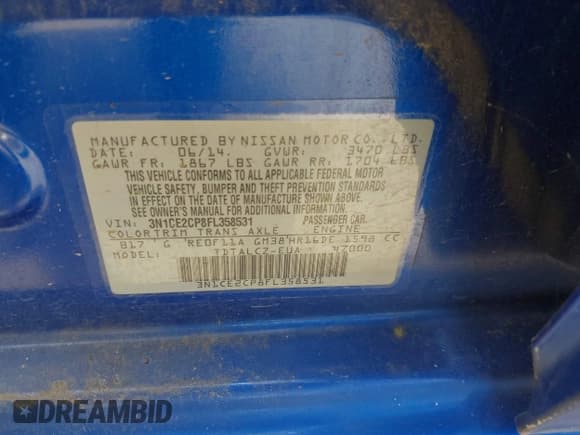 MANUFACTURED BY NISSAN MOTOR CO., LTD.
DATE: 06/14. GVWR: 3470 LBS
GAWR FR: 1867 LBS GAWR RR: 1704 LBS
THIS VEHICLE CONFORMS TO ALL APPLICABLE FEDERAL MOTOR
VEHICLE SAFETY, BUMPER AND THEFT PREVENTION STANDARDS
IN EFFECT ON THE DATE OF MANUFACTURE SHOWN ABOVE.
SEE OWNER'S MANUAL FOR ADDITIONAL INFORMATION.
VIN: 3N1CE2CP8FL358531 PASSENGER CAR.
COLOR TRIM TRANS AXLE ENGINE
B17 G RE0F11A GM38 HR16DE 1598 CC
MODEL: TDTALCZ-EUA 47000
3N1CE2CP8FL358531
DREAMBID